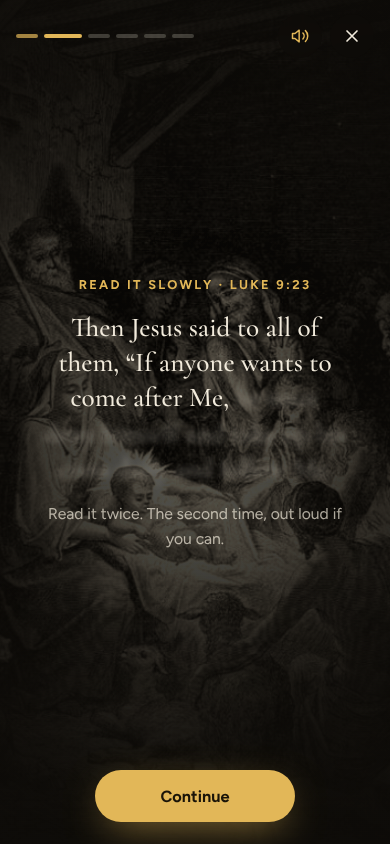 READ IT SLOWLY · LUKE 9:23
Then Jesus said to all of
them, “If anyone wants to
come after Me,
Read it twice. The second time, out loud if
you can.
Continue